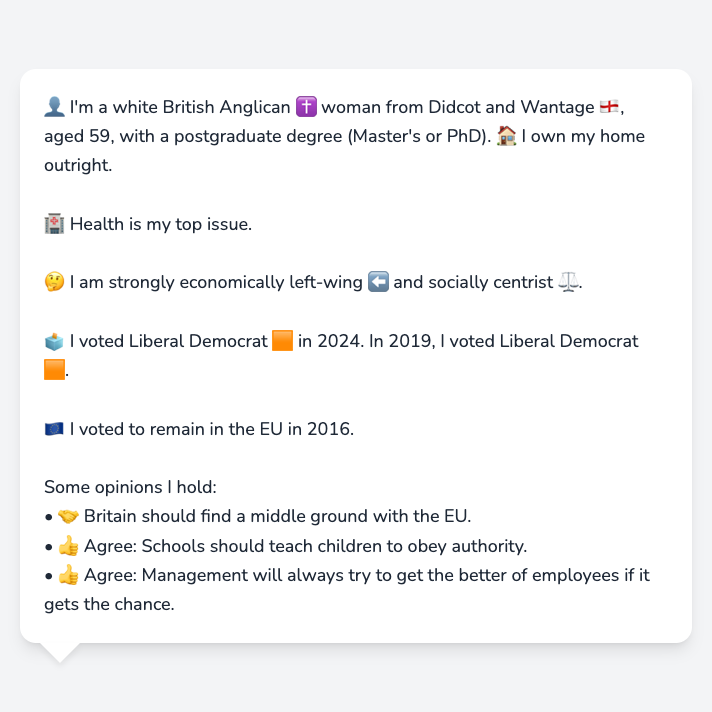 👤 I'm a white British Anglican ✝️ woman from Didcot and Wantage 🏴󠁧󠁢󠁥󠁮󠁧󠁿,
aged 59, with a postgraduate degree (Master's or PhD). 🏠 I own my home
outright.
🏥 Health is my top issue.
🤔 I am strongly economically left-wing ⬅️ and socially centrist ⚖️.
🗳️ I voted Liberal Democrat 🟧 in 2024. In 2019, I voted Liberal Democrat
🟧.
🇪🇺 I voted to remain in the EU in 2016.
Some opinions I hold:
• 🤝 Britain should find a middle ground with the EU.
• 👍 Agree: Schools should teach children to obey authority.
• 👍 Agree: Management will always try to get the better of employees if it
gets the chance.